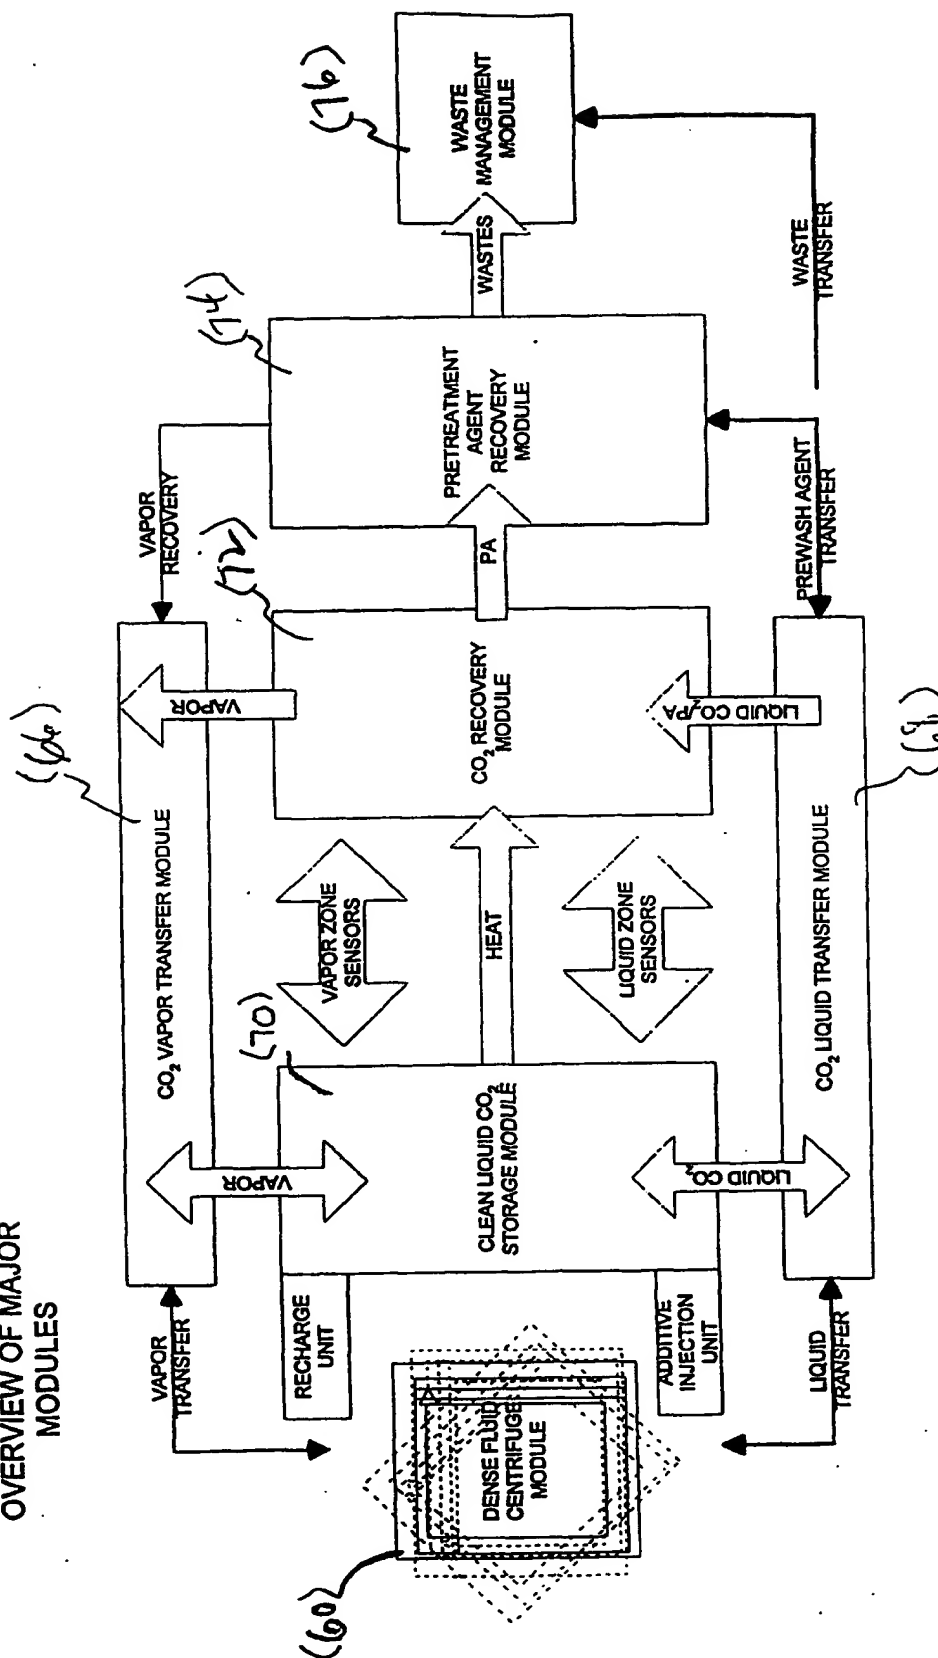 OVERVIEW OF MAJOR
MODULES
(60)
DENSE FLUID
CENTRIFUGE
MODULE
VAPOR
TRANSFER
LIQUID
TRANSFER
RECHARGE
UNIT
ADDITIVE
INJECTION
UNIT
(70)
CLEAN LIQUID CO2
STORAGE MODULE
VAPOR
LIQUID CO2
CO2 VAPOR TRANSFER MODULE
CO2 LIQUID TRANSFER MODULE
VAPOR ZONE
SENSORS
HEAT
LIQUID ZONE
SENSORS
(72)
CO2 RECOVERY
MODULE
VAPOR
LIQUID CO2/PA
PA
VAPOR
RECOVERY
PREWASH AGENT
TRANSFER
(74)
PRETREATMENT
AGENT
RECOVERY
MODULE
WASTES
(76)
WASTE
MANAGEMENT
MODULE
WASTE
TRANSFER